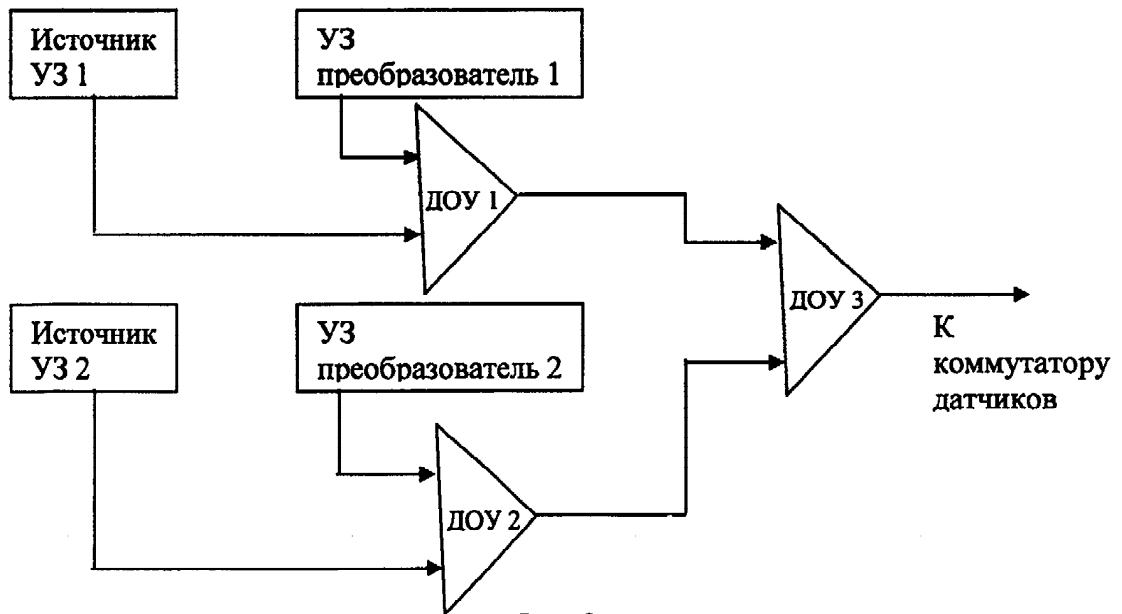 Источник
УЗ 1
УЗ
преобразователь 1
ДОУ 1
ДОУ 3
Источник
УЗ 2
УЗ
преобразователь 2
К
коммутатору
датчиков
ДОУ 2